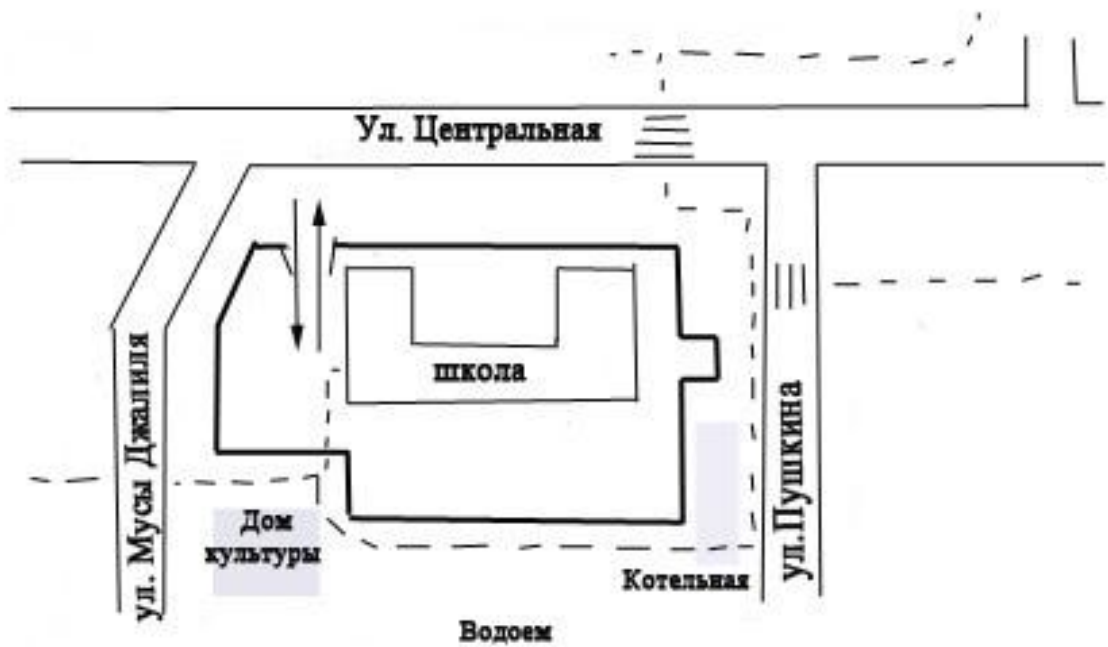 Ул. Центральная
школа
ул. Мусы Джалиля
ул.Пушкина
Дом
культуры
Котельная
Водоем